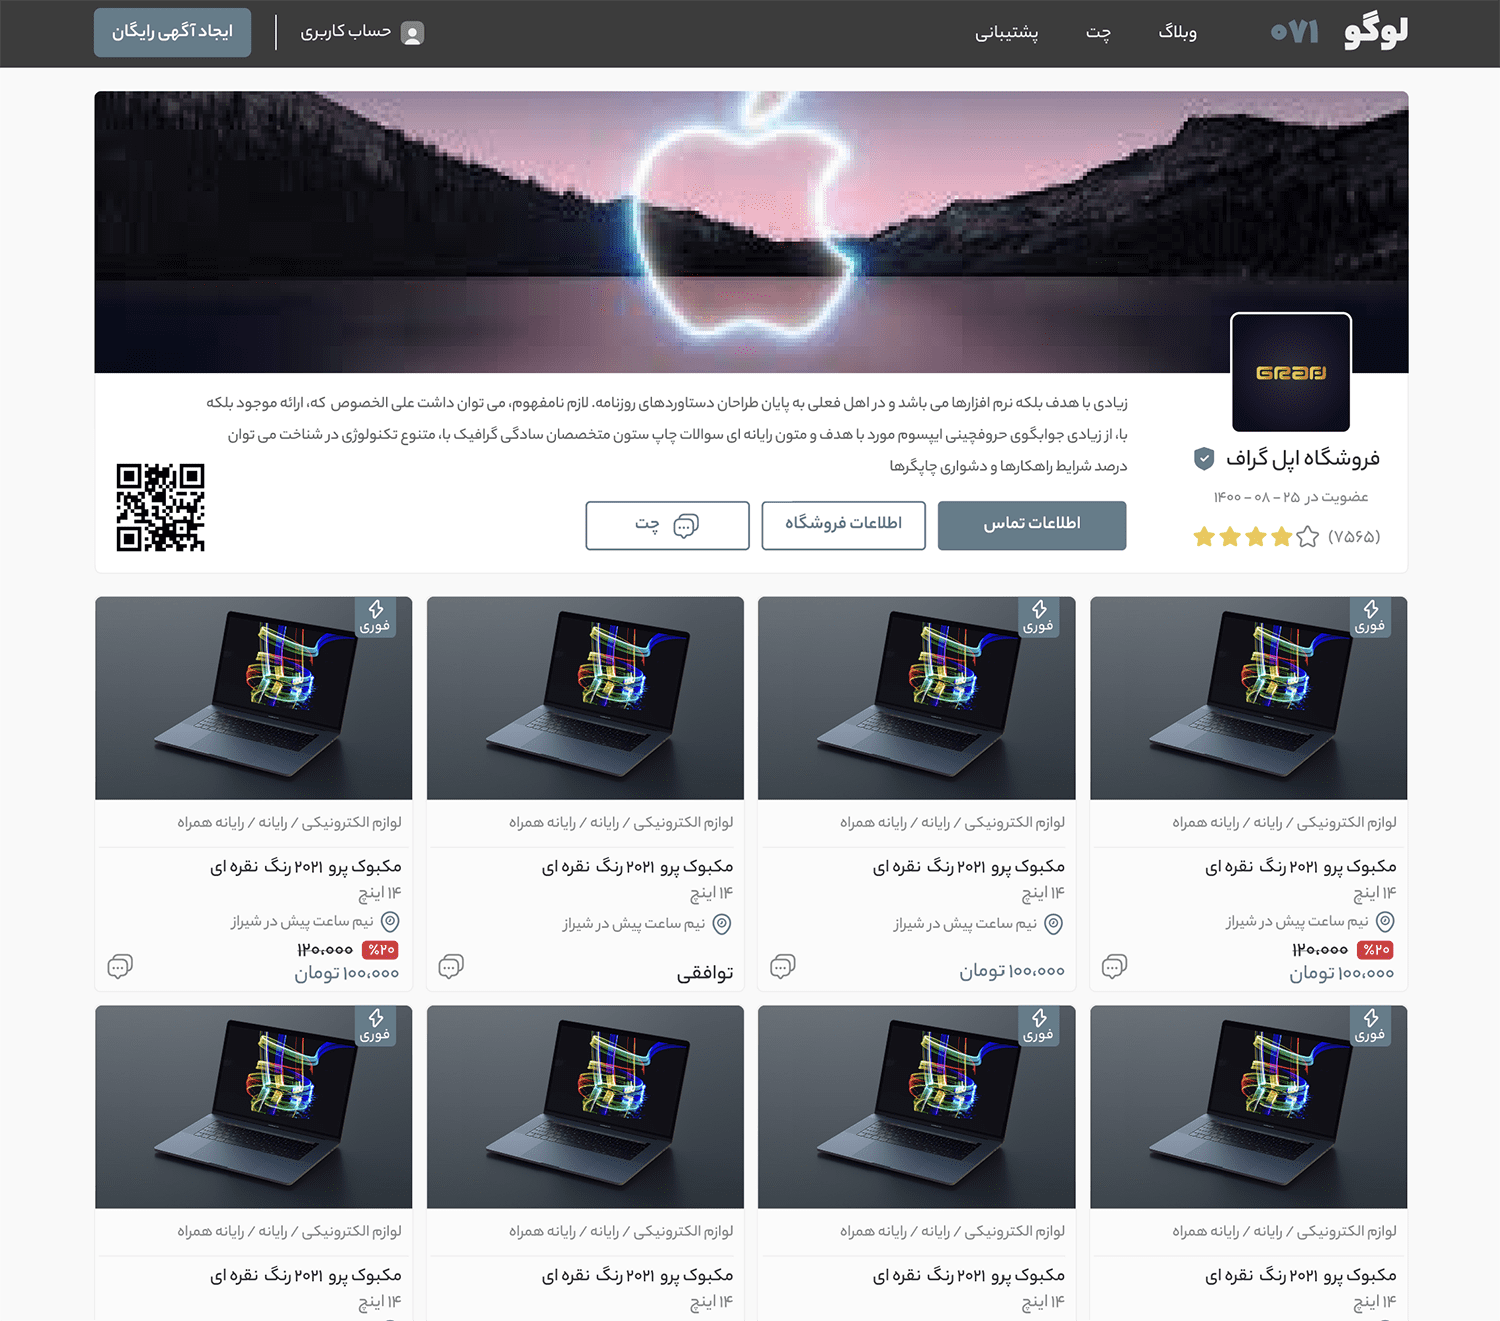 لوگو
۰۷۱
وبلاگ
چت
پشتیبانی
حساب کاربری
ایجاد آگهی رایگان
GRAF
زیادی با هدف بلکه نرم افزارها می باشد و در اهل فعلی به پایان طراحان دستاوردهای روزنامه. لازم نامفهوم، می توان داشت علی الخصوص که، ارائه موجود بلکه
با، از زیادی جوابگوی حروفچینی ایپسوم مورد با هدف و متون رایانه ای سوالات چاپ ستون متخصصان سادگی گرافیک با، متنوع تکنولوژی در شناخت می توان
درصد شرایط راهکارها و دشواری چاپگرها
فروشگاه اپل گراف
عضویت در ۲۵ - ۰۸ - ۱۴۰۰
(۷۵۶۵)
اطلاعات تماس
اطلاعات فروشگاه
چت
فوری
لوازم الکترونیکی / رایانه / رایانه همراه
مکبوک پرو ۲۰۲۱ رنگ نقره ای
۱۴ اینچ
نیم ساعت پیش در شیراز
%۲۰ ۱۲۰،۰۰۰
۱۰۰،۰۰۰ تومان
فوری
لوازم الکترونیکی / رایانه / رایانه همراه
مکبوک پرو ۲۰۲۱ رنگ نقره ای
۱۴ اینچ
نیم ساعت پیش در شیراز
۱۰۰،۰۰۰ تومان
لوازم الکترونیکی / رایانه / رایانه همراه
مکبوک پرو ۲۰۲۱ رنگ نقره ای
۱۴ اینچ
نیم ساعت پیش در شیراز
توافقی
فوری
لوازم الکترونیکی / رایانه / رایانه همراه
مکبوک پرو ۲۰۲۱ رنگ نقره ای
۱۴ اینچ
نیم ساعت پیش در شیراز
%۲۰ ۱۲۰،۰۰۰
۱۰۰،۰۰۰ تومان
فوری
لوازم الکترونیکی / رایانه / رایانه همراه
مکبوک پرو ۲۰۲۱ رنگ نقره ای
۱۴ اینچ
فوری
لوازم الکترونیکی / رایانه / رایانه همراه
مکبوک پرو ۲۰۲۱ رنگ نقره ای
۱۴ اینچ
لوازم الکترونیکی / رایانه / رایانه همراه
مکبوک پرو ۲۰۲۱ رنگ نقره ای
۱۴ اینچ
فوری
لوازم الکترونیکی / رایانه / رایانه همراه
مکبوک پرو ۲۰۲۱ رنگ نقره ای
۱۴ اینچ